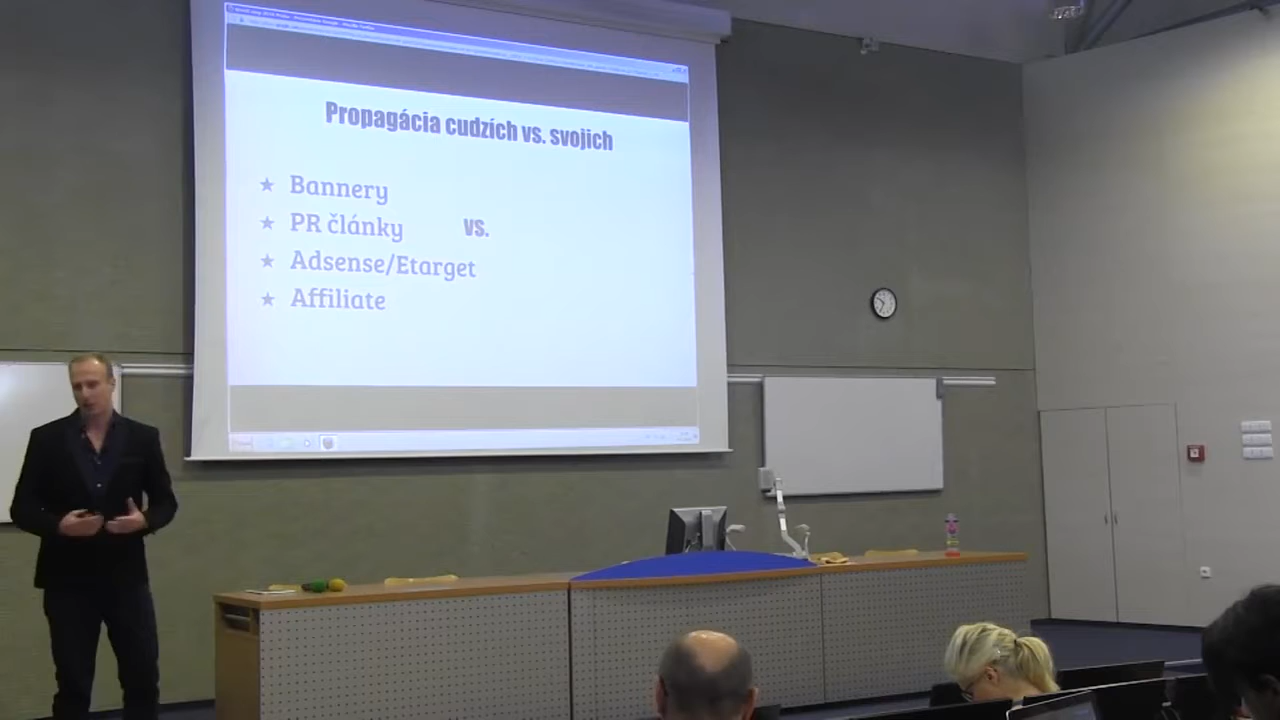 Propagácia cudzích vs. svojich
★ Bannery
★ PR články vs.
★ Adsense/Etarget
★ Affiliate